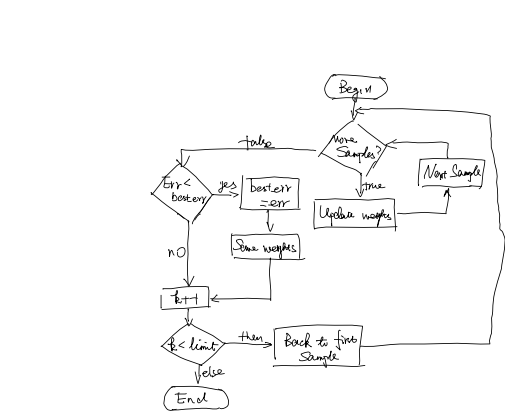 Begin
More
Samples?
false
true
Next Sample
Update weights
Err <
besterr
yes
besterr
= err
Save weights
no
k++
k < limit
then
Back to first
Sample
else
End